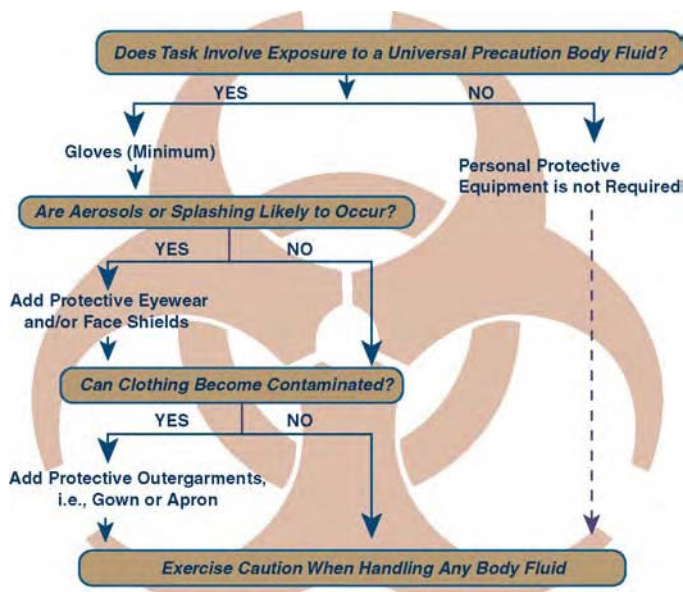 Does Task Involve Exposure to a Universal Precaution Body Fluid?
YES
NO
Gloves (Minimum)
Personal Protective
Equipment is not Required
Are Aerosols or Splashing Likely to Occur?
YES
NO
Add Protective Eyewear
and/or Face Shields
Can Clothing Become Contaminated?
YES
NO
Add Protective Outergarments,
i.e., Gown or Apron
Exercise Caution When Handling Any Body Fluid